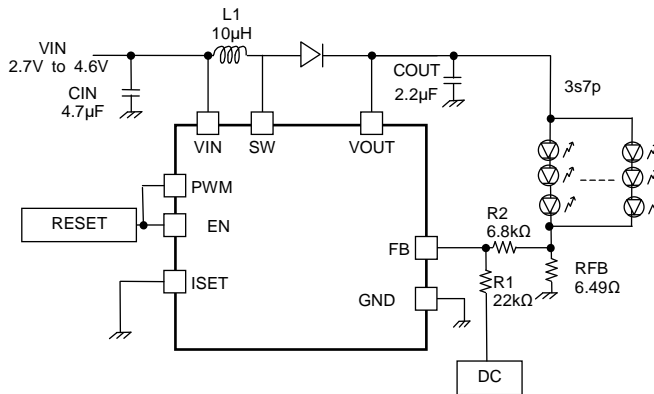 L1
10µH
VIN
2.7V to 4.6V
CIN
4.7µF
COUT
2.2µF
3s7p
VIN
SW
VOUT
PWM
RESET
EN
ISET
FB
GND
R2
6.8kΩ
R1
22kΩ
RFB
6.49Ω
DC